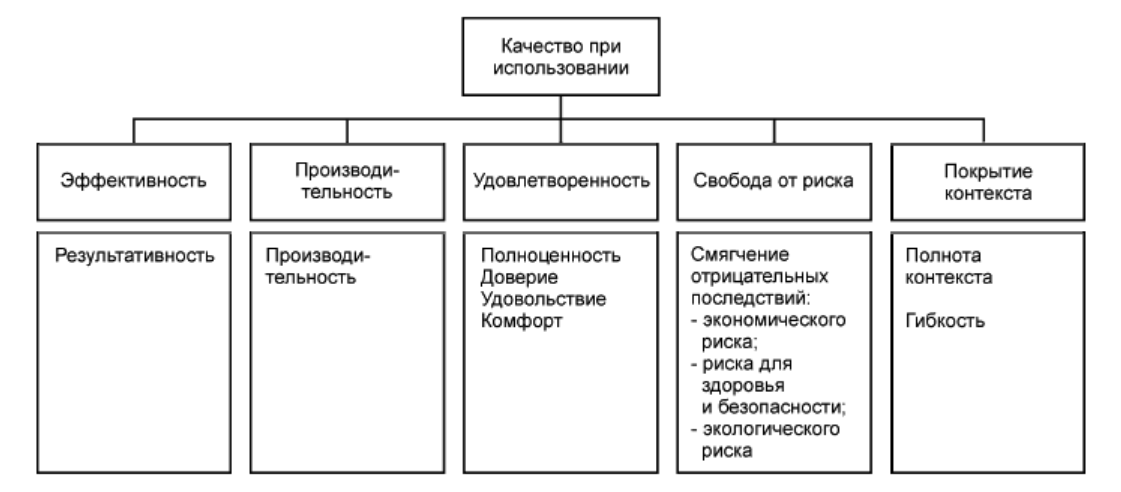 Качество при
использовании
Эффективность
Производи-
тельность
Удовлетворенность
Свобода от риска
Покрытие
контекста
Результативность
Производи-
тельность
Полноценность
Доверие
Удовольствие
Комфорт
Смягчение
отрицательных
последствий:
- экономического
риска;
- риска для
здоровья
и безопасности;
- экологического
риска
Полнота
контекста
Гибкость